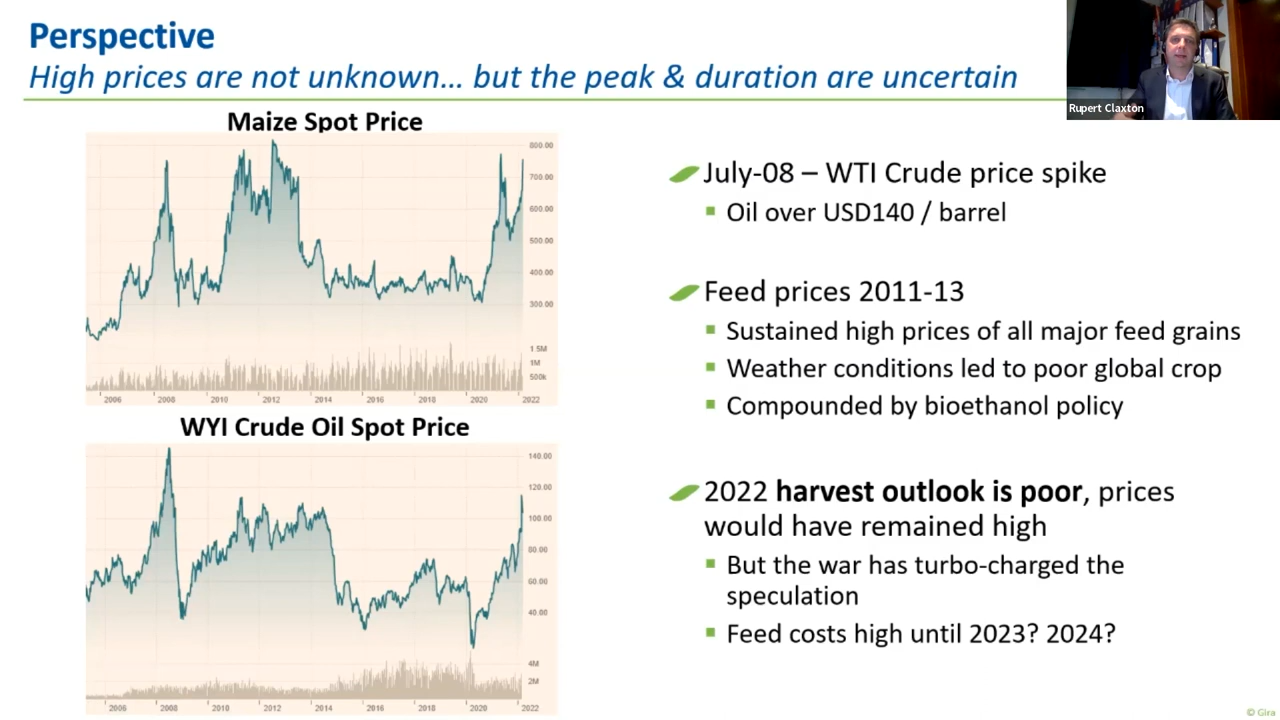 Perspective
High prices are not unknown... but the peak & duration are uncertain
Rupert Claxton
Maize Spot Price
800.00
700.00
600.00
500.00
400.00
300.00
1.5M
1M
500k
2006 2008 2010 2012 2014 2016 2018 2020 2022
WYI Crude Oil Spot Price
140.00
120.00
100.00
80.00
60.00
40.00
4M
2M
2006 2008 2010 2012 2014 2016 2018 2020 2022
July-08 – WTI Crude price spike
Oil over USD140 / barrel
Feed prices 2011-13
Sustained high prices of all major feed grains
Weather conditions led to poor global crop
Compounded by bioethanol policy
2022 harvest outlook is poor, prices
would have remained high
But the war has turbo-charged the
speculation
Feed costs high until 2023? 2024?
© Gira